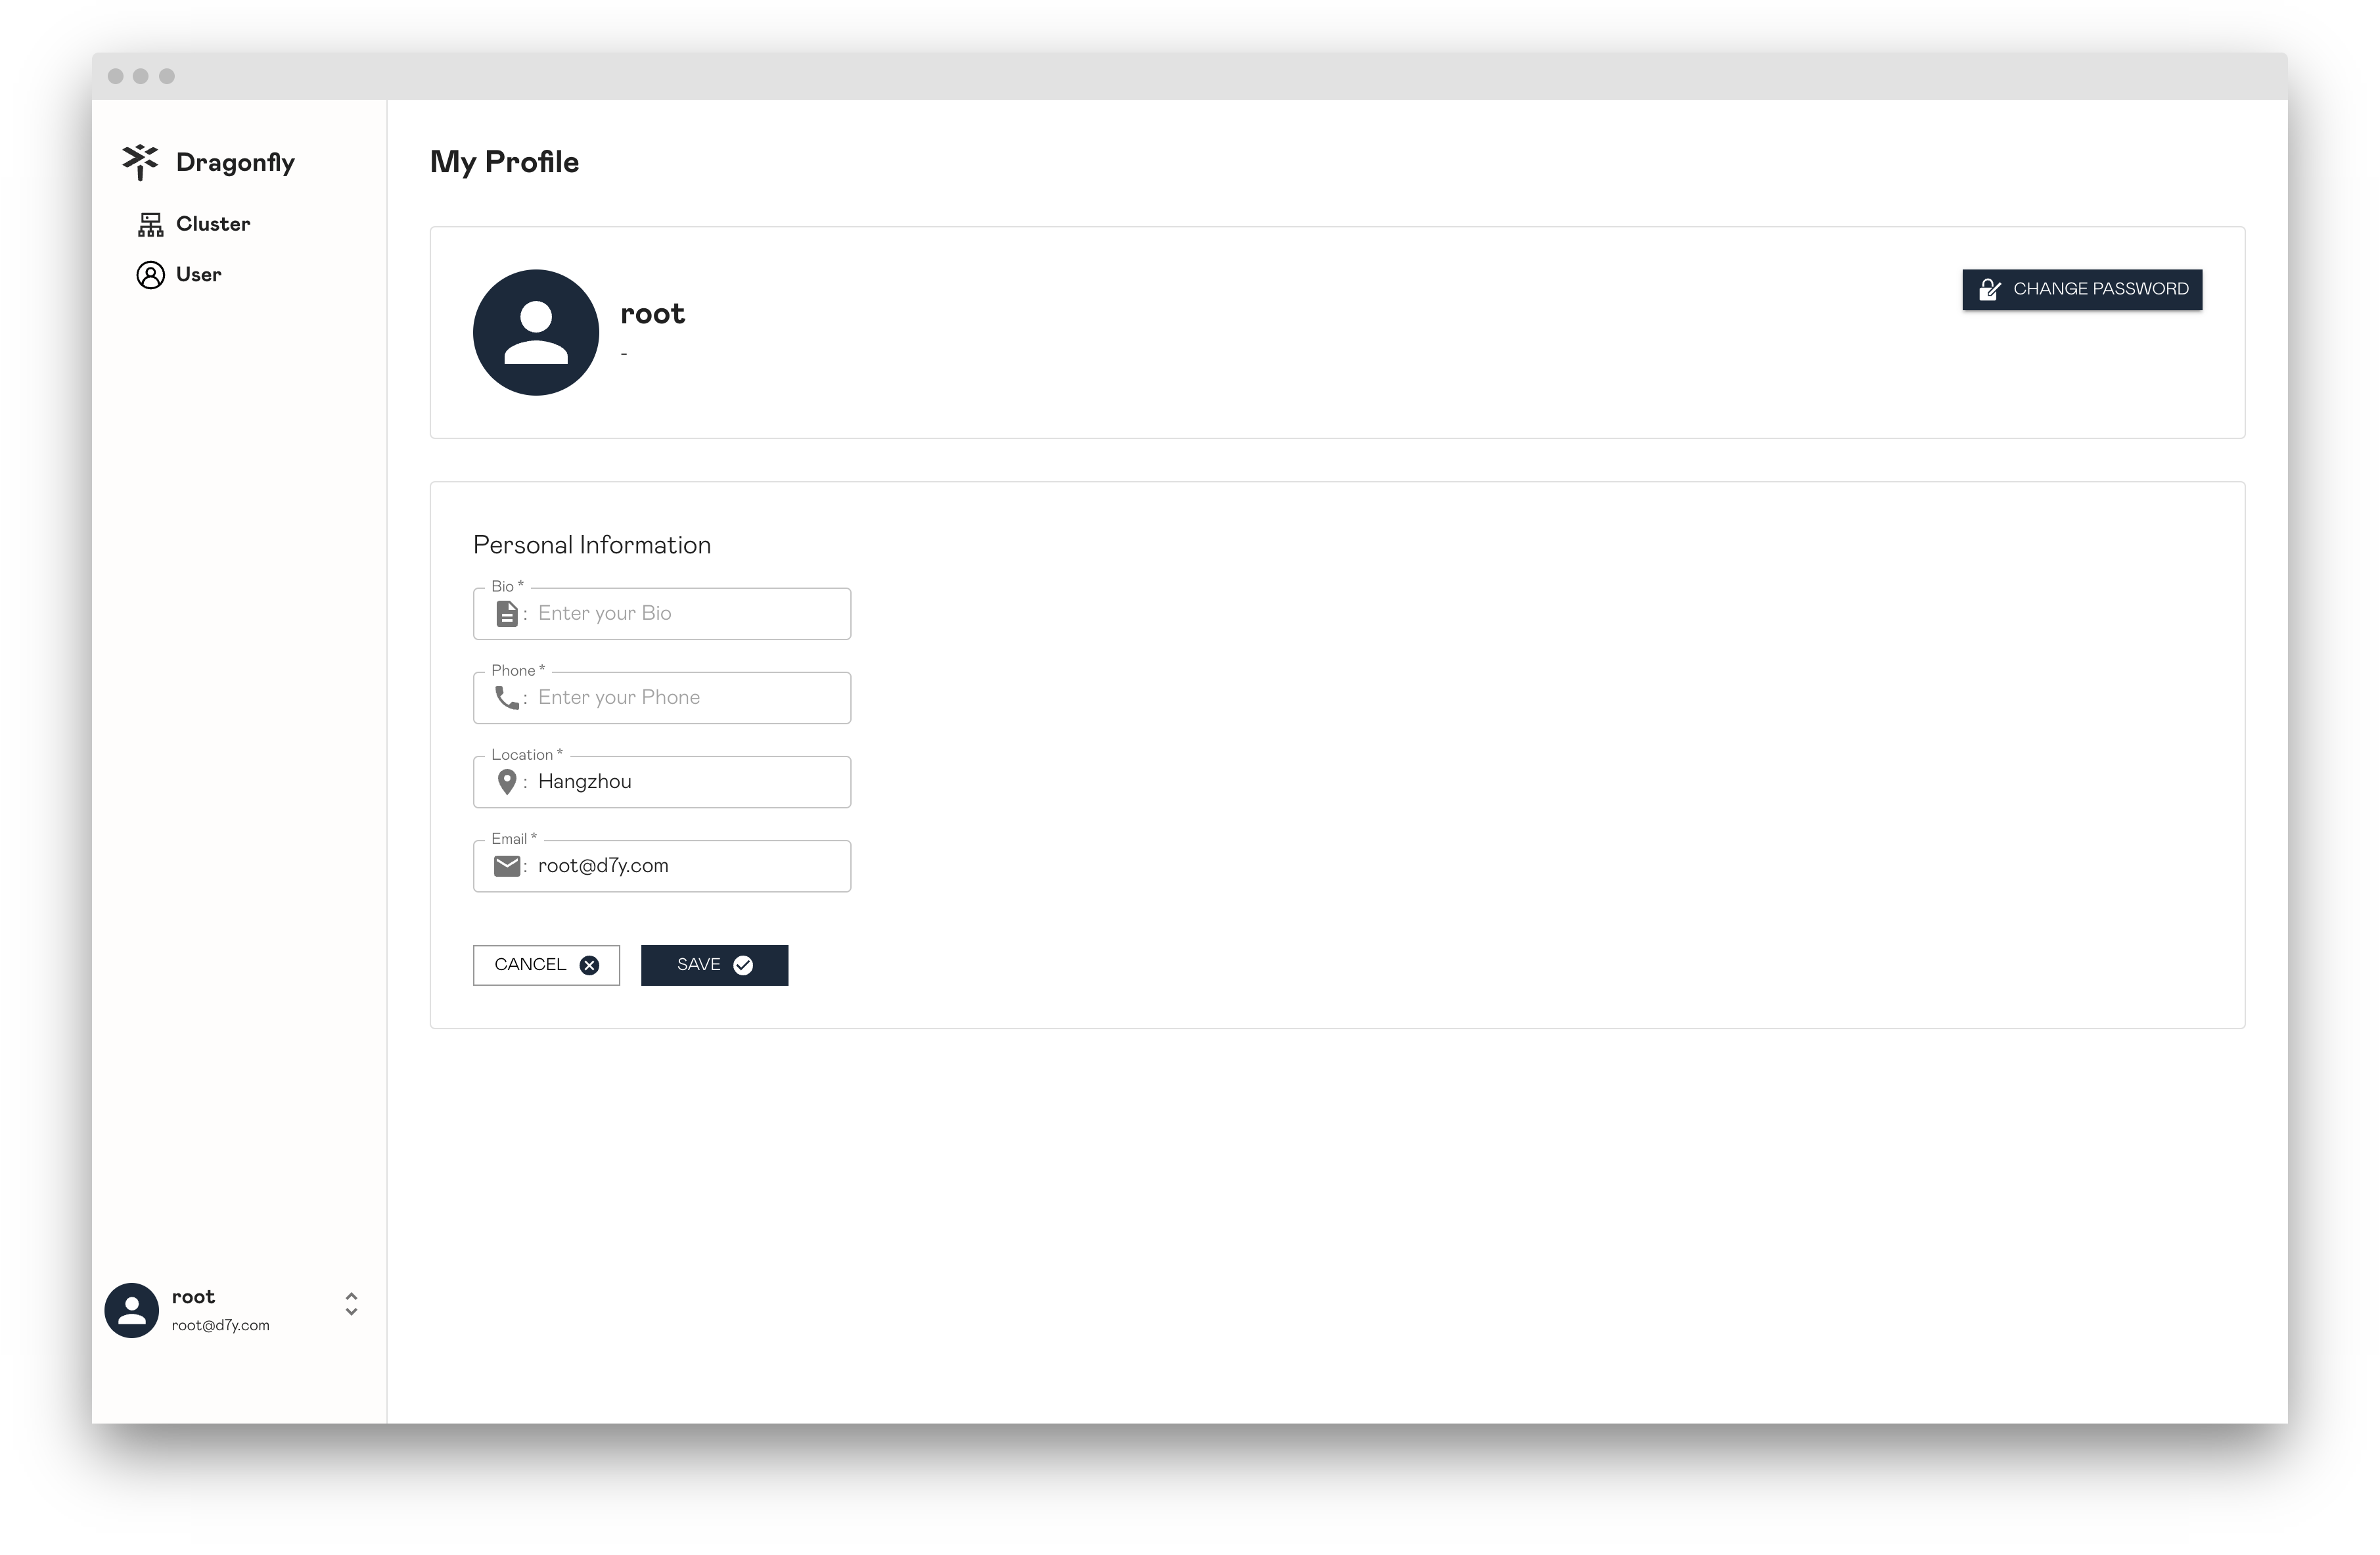 Dragonfly
Cluster
User
My Profile
root
-
CHANGE PASSWORD
Personal Information
Bio *
: Enter your Bio
Phone *
: Enter your Phone
Location *
: Hangzhou
Email *
: root@d7y.com
CANCEL
SAVE
root
root@d7y.com